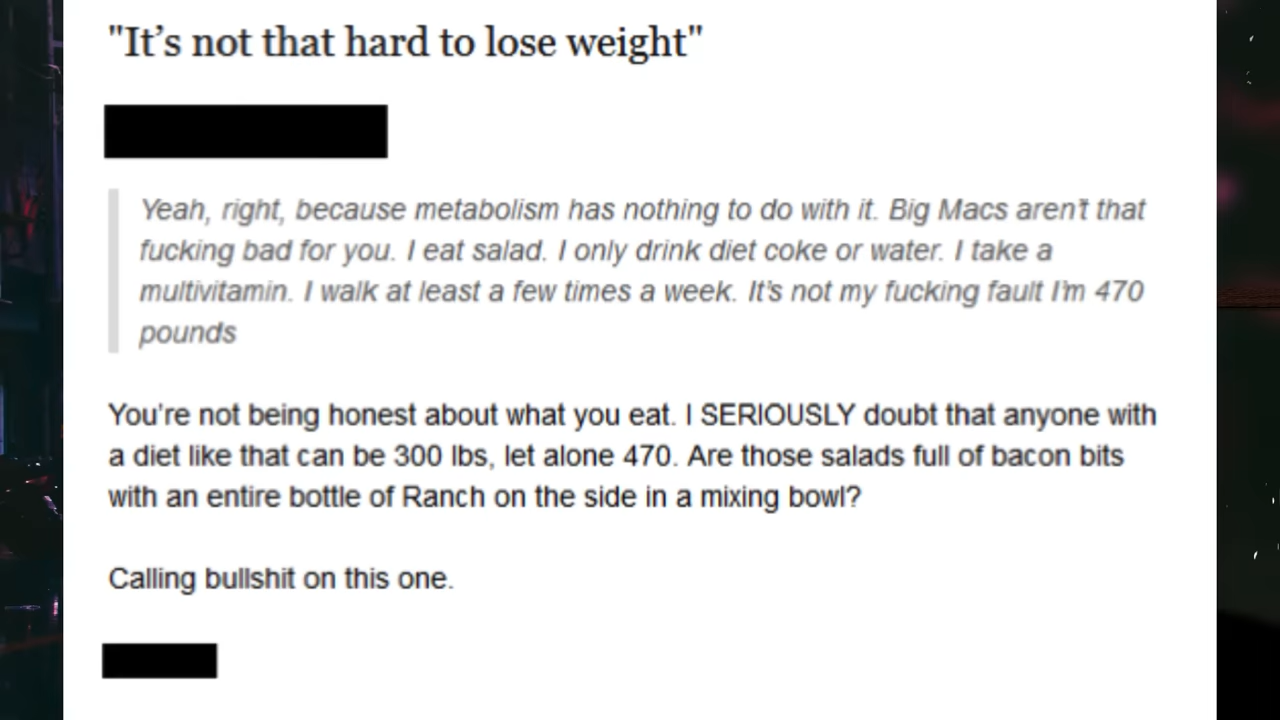 "It’s not that hard to lose weight"
Yeah, right, because metabolism has nothing to do with it. Big Macs aren’t that
fucking bad for you. I eat salad. I only drink diet coke or water. I take a
multivitamin. I walk at least a few times a week. It’s not my fucking fault I’m 470
pounds
You’re not being honest about what you eat. I SERIOUSLY doubt that anyone with
a diet like that can be 300 lbs, let alone 470. Are those salads full of bacon bits
with an entire bottle of Ranch on the side in a mixing bowl?
Calling bullshit on this one.